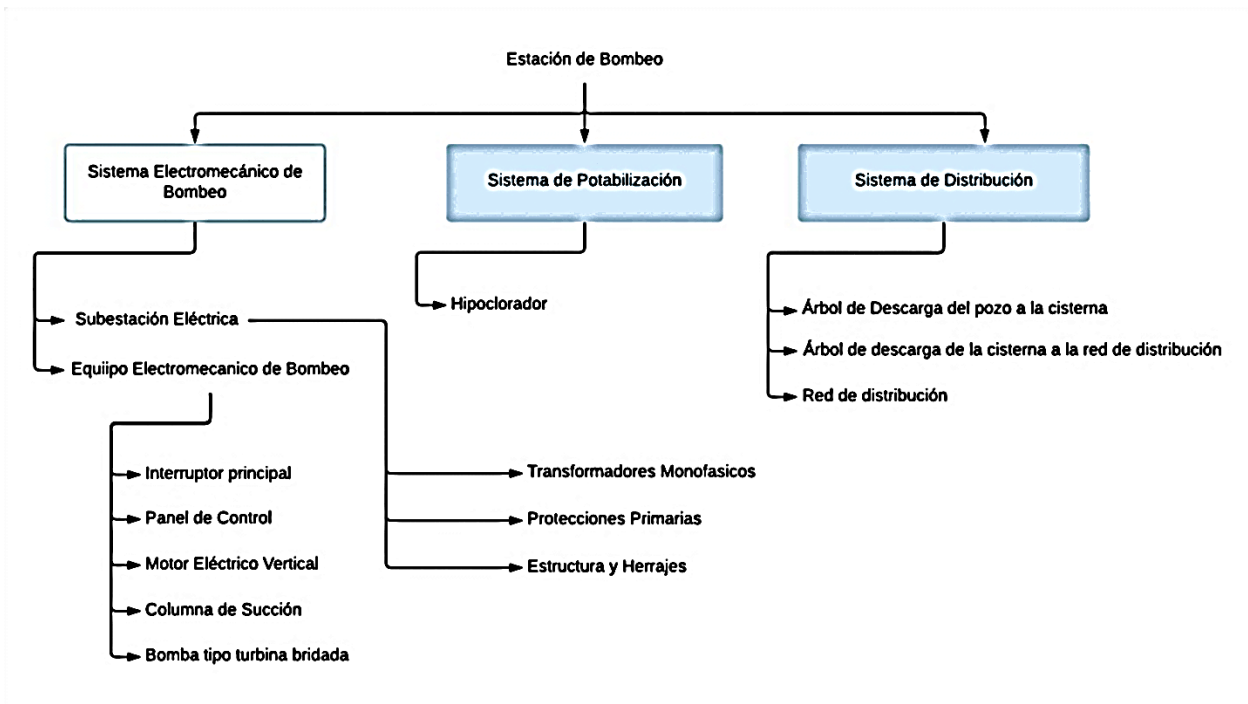 Estación de Bombeo
Sistema Electromecánico de
Bombeo
Sistema de Potabilización
Sistema de Distribución
Subestación Eléctrica
Equiipo Electromecanico de Bombeo
Interruptor principal
Panel de Control
Motor Eléctrico Vertical
Columna de Succión
Bomba tipo turbina bridada
Transformadores Monofasicos
Protecciones Primarias
Estructura y Herrajes
Hipoclorador
Árbol de Descarga del pozo a la cisterna
Árbol de descarga de la cisterna a la red de distribución
Red de distribución